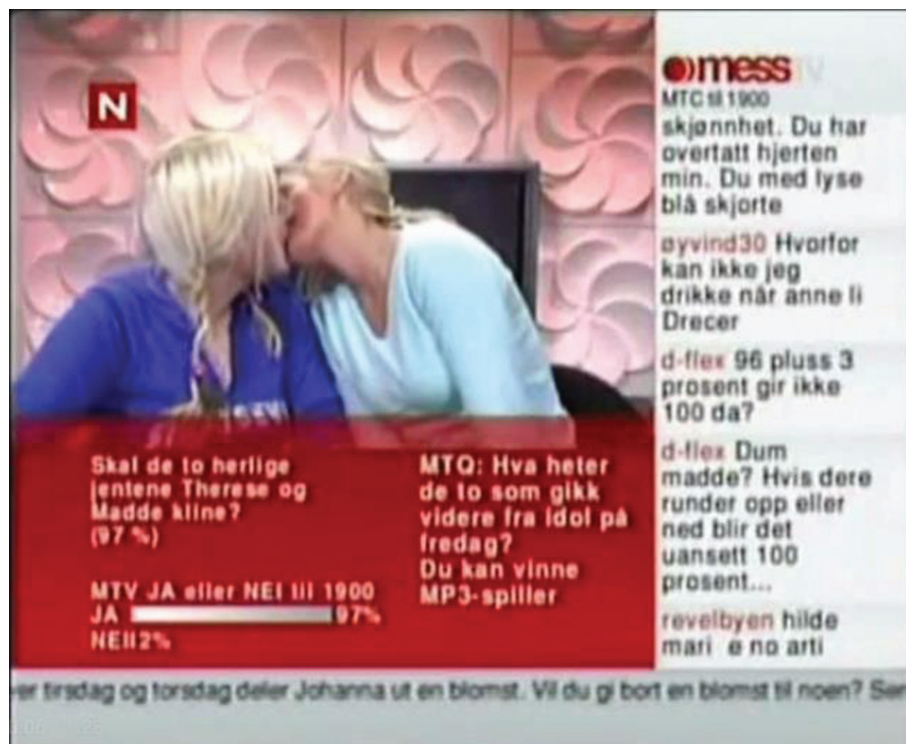 N
Skal de to herlige
jentene Therese og
Madde kline?
(97 %)
MTV JA eller NEI til 1900
JA 97%
NEI 2%
MTQ: Hva heter
de to som gikk
videre fra Idol på
fredag?
Du kan vinne
MP3-spiller
mess TV
MTC til 1900
skjønnhet. Du har
overtatt hjerten
min. Du med lyse
blå skjorte
øyvind30 Hvorfor
kan ikke jeg
drikke når anne li
Drecer
d-flex 96 pluss 3
prosent gir ikke
100 da?
d-flex Dum
madde? Hvis dere
runder opp eller
ned blir det
uansett 100
prosent...
revelbyen hilde
mari e no arti
er tirsdag og torsdag deler Johanna ut en blomst. Vil du gi bort en blomst til noen? Sen